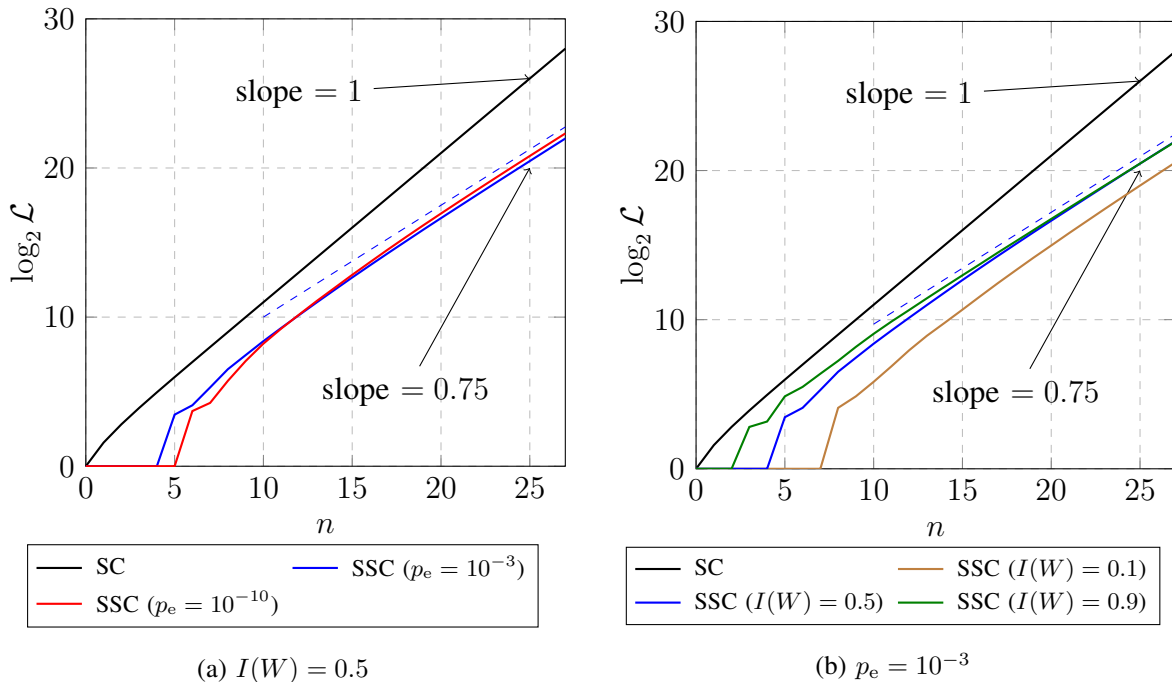 30
20
10
0
0 5 10 15 20 25
log₂ ℒ
n
slope = 1
slope = 0.75
SC
SSC (pₑ = 10⁻³)
SSC (pₑ = 10⁻¹⁰)
(a) I(W) = 0.5
30
20
10
0
0 5 10 15 20 25
log₂ ℒ
n
slope = 1
slope = 0.75
SC
SSC (I(W) = 0.1)
SSC (I(W) = 0.5)
SSC (I(W) = 0.9)
(b) pₑ = 10⁻³